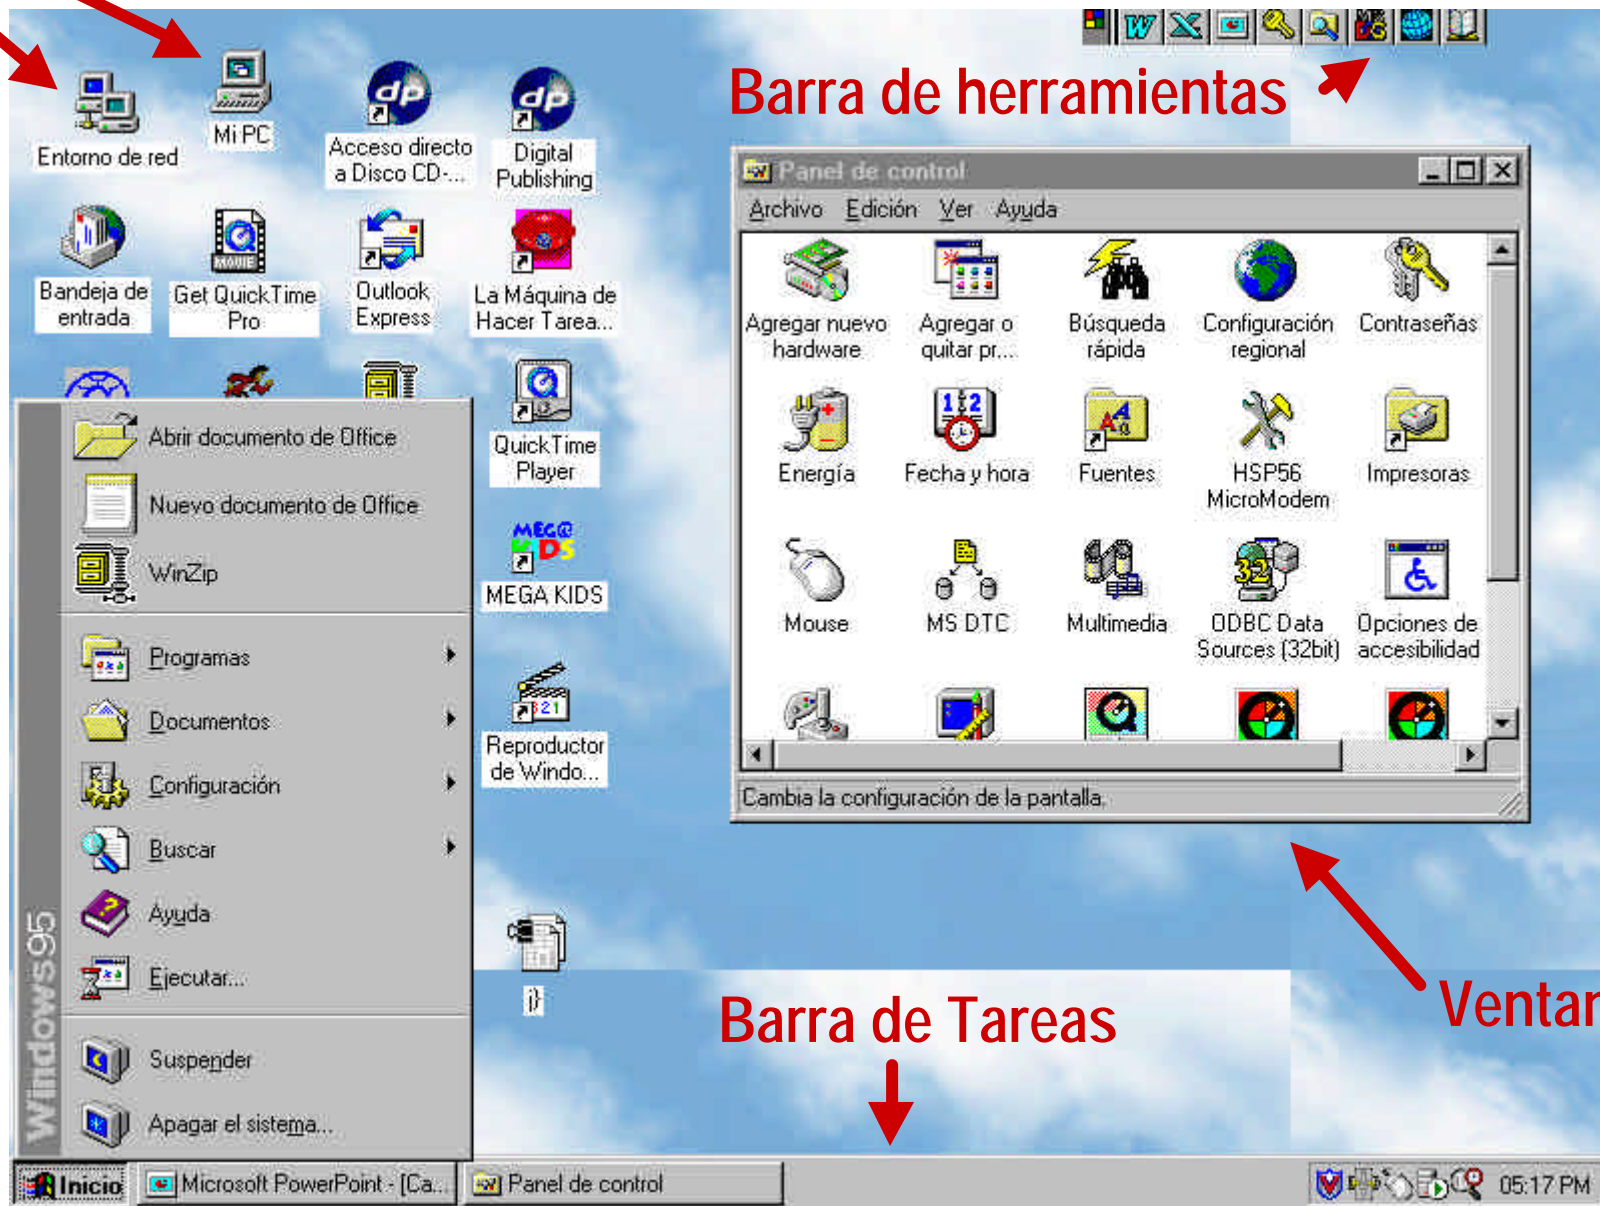 Barra de herramientas
Entorno de red
Mi PC
Acceso directo
a Disco CD-...
Digital
Publishing
Bandeja de
entrada
Get QuickTime
Pro
Outlook
Express
La Máquina de
Hacer Tarea...
QuickTime
Player
MEGA KIDS
Reproductor
de Windo...
Panel de control
Archivo Edición Ver Ayuda
Agregar nuevo
hardware
Agregar o
quitar pr...
Búsqueda
rápida
Configuración
regional
Contraseñas
Energía
Fecha y hora
Fuentes
HSP56
MicroModem
Impresoras
Mouse
MS DTC
Multimedia
ODBC Data
Sources (32bit)
Opciones de
accesibilidad
Cambia la configuración de la pantalla.
Abrir documento de Office
Nuevo documento de Office
WinZip
Programas
Documentos
Configuración
Buscar
Ayuda
Ejecutar...
Suspender
Apagar el sistema...
Windows95
Barra de Tareas
Ventan
Inicio
Microsoft PowerPoint - [Ca...
Panel de control
05:17 PM